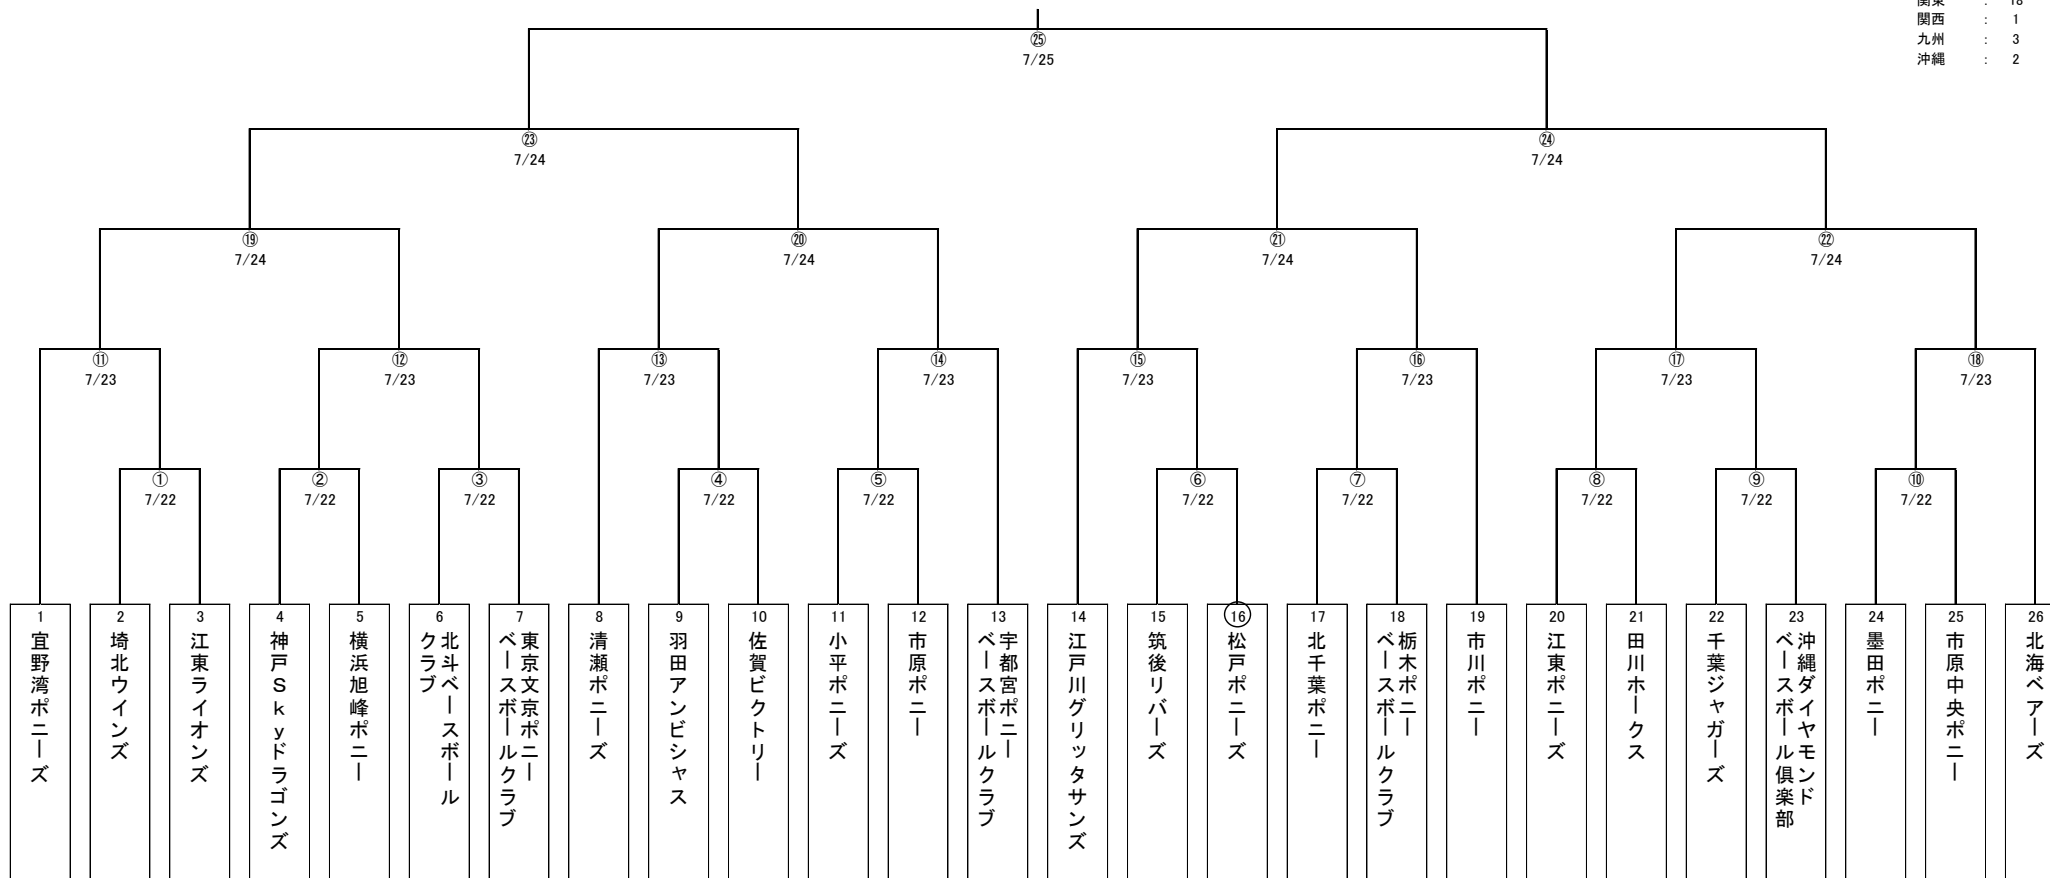 関東 : 18
関西 : 1
九州 : 3
沖縄 : 2
㉕
7/25
㉓
7/24
㉔
7/24
⑲
7/24
⑳
7/24
㉑
7/24
㉒
7/24
⑪
7/23
⑫
7/23
⑬
7/23
⑭
7/23
⑮
7/23
⑯
7/23
⑰
7/23
⑱
7/23
①
7/22
②
7/22
③
7/22
④
7/22
⑤
7/22
⑥
7/22
⑦
7/22
⑧
7/22
⑨
7/22
⑩
7/22
1
宜野湾ポニーズ
2
埼北ウインズ
3
江東ライオンズ
4
神戸Skyドラゴンズ
5
横浜旭峰ポニー
6
北斗ベースボール
クラブ
7
東京文京ポニー
ベースボールクラブ
8
清瀬ポニーズ
9
羽田アンビシャス
10
佐賀ビクトリー
11
小平ポニーズ
12
市原ポニー
13
宇都宮ポニー
ベースボールクラブ
14
江戸川グリッタサンズ
15
筑後リバーズ
16
松戸ポニーズ
17
北千葉ポニー
18
栃木ポニー
ベースボールクラブ
19
市川ポニー
20
江東ポニーズ
21
田川ホークス
22
千葉ジャガーズ
23
沖縄ダイヤモンド
ベースボール倶楽部
24
墨田ポニー
25
市原中央ポニー
26
北海ベアーズ